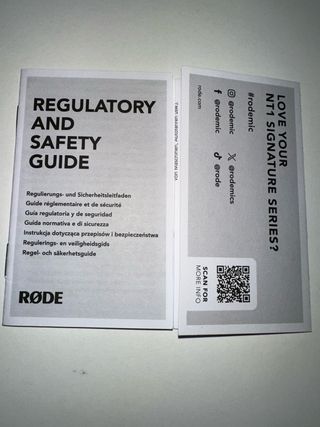 REGULATORY
AND
SAFETY
GUIDE
Regulierungs- und Sicherheitsleitfaden
Guide réglementaire et de sécurité
Guía regulatoria y de seguridad
Guida normativa e di sicurezza
Instrukcja dotycząca przepisów i bezpieczeństwa
Regulerings- en veiligheidsgids
Regel- och säkerhetsguide
RØDE
LOVE YOUR
NT1 SIGNATURE SERIES?
#rodemic
@rodemic
@rodemics
@rodemic
@rode
rode.com
SCAN FOR
MORE INFO